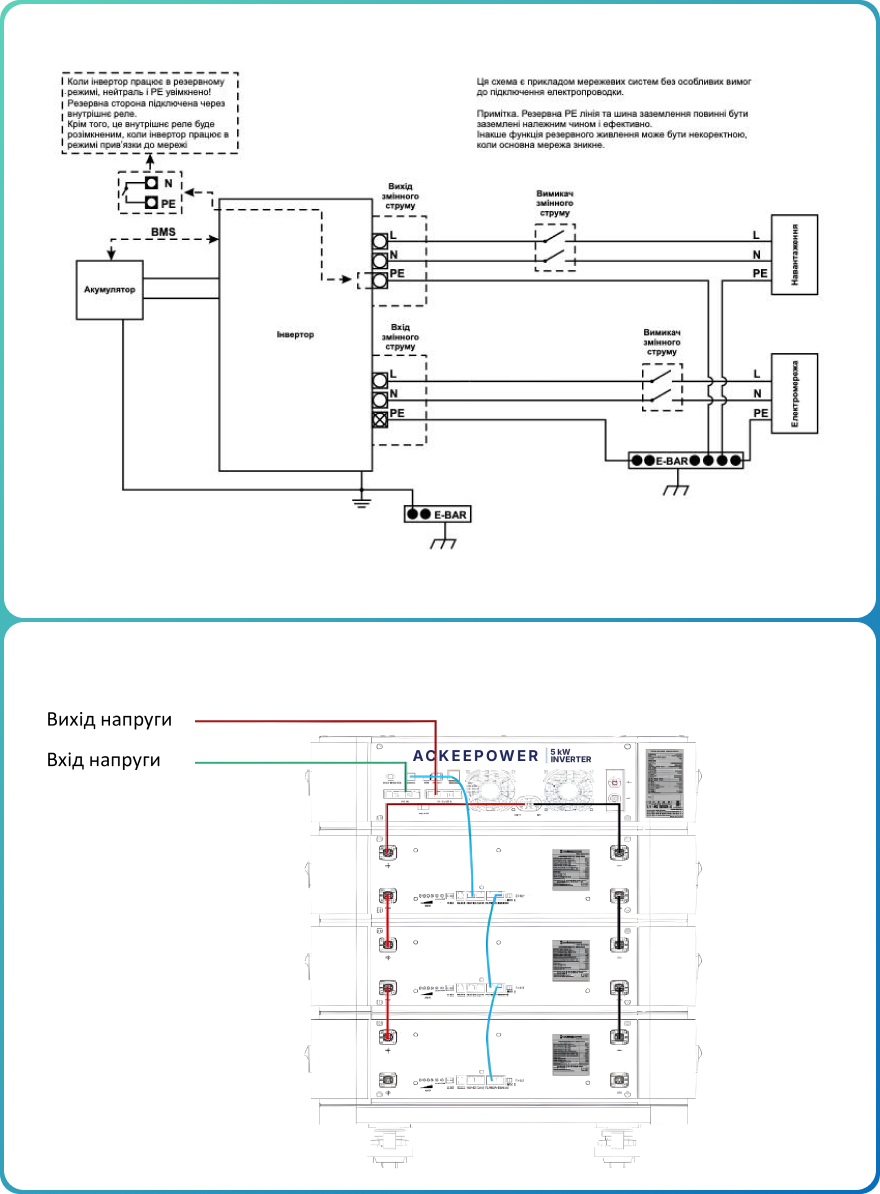 Коли інвертор працює в резервному
режимі, нейтраль і PE увімкнено!
Резервна сторона підключена через
внутрішнє реле.
Крім того, це внутрішнє реле буде
розімкненим, коли інвертор працює в
режимі прив'язки до мережі
Ця схема є прикладом мережевих систем без особливих вимог
до підключення електропроводки.
Примітка. Резервна PE лінія та шина заземлення повинні бути
заземлені належним чином і ефективно.
Інакше функція резервного живлення може бути некоректною,
коли основна мережа зникне.
N
PE
BMS
Акумулятор
Інвертор
Вихід
змінного
струму
L
N
PE
Вимикач
змінного
струму
L
N
PE
Навантаження
Вхід
змінного
струму
L
N
PE
Вимикач
змінного
струму
L
N
PE
Електромережа
E-BAR
E-BAR
Вихід напруги
Вхід напруги
AOKEEPOWER
5 kW
INVERTER